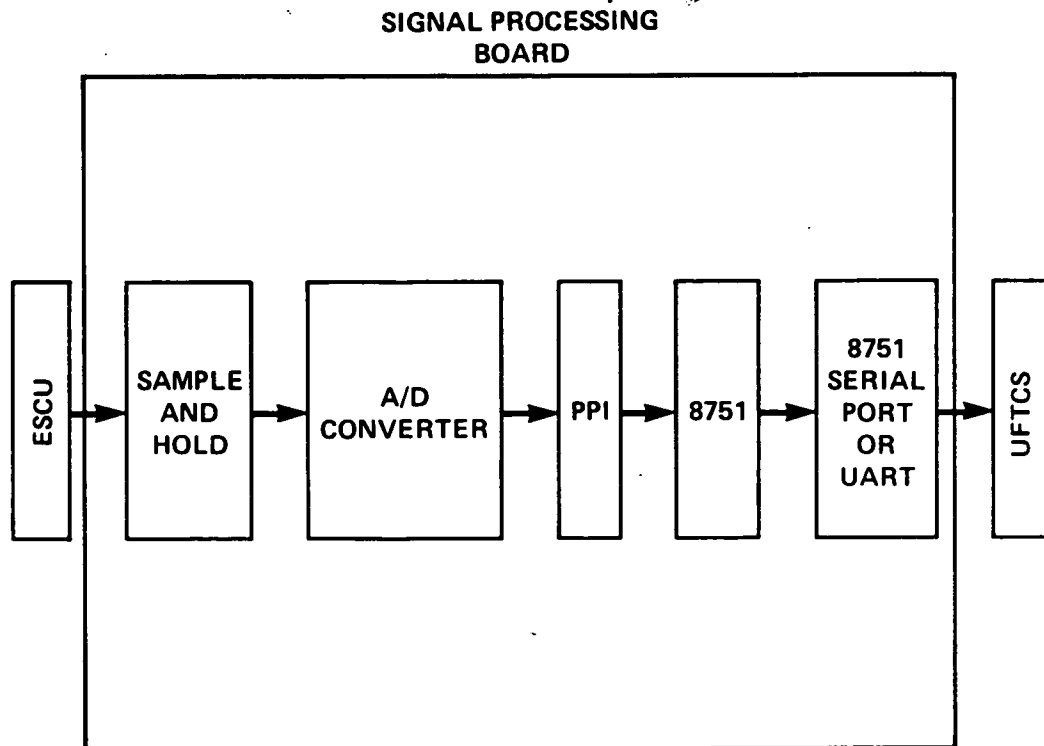 SIGNAL PROCESSING
BOARD
ESCU
SAMPLE
AND
HOLD
A/D
CONVERTER
PPI
8751
8751
SERIAL
PORT
OR
UART
UFTCS